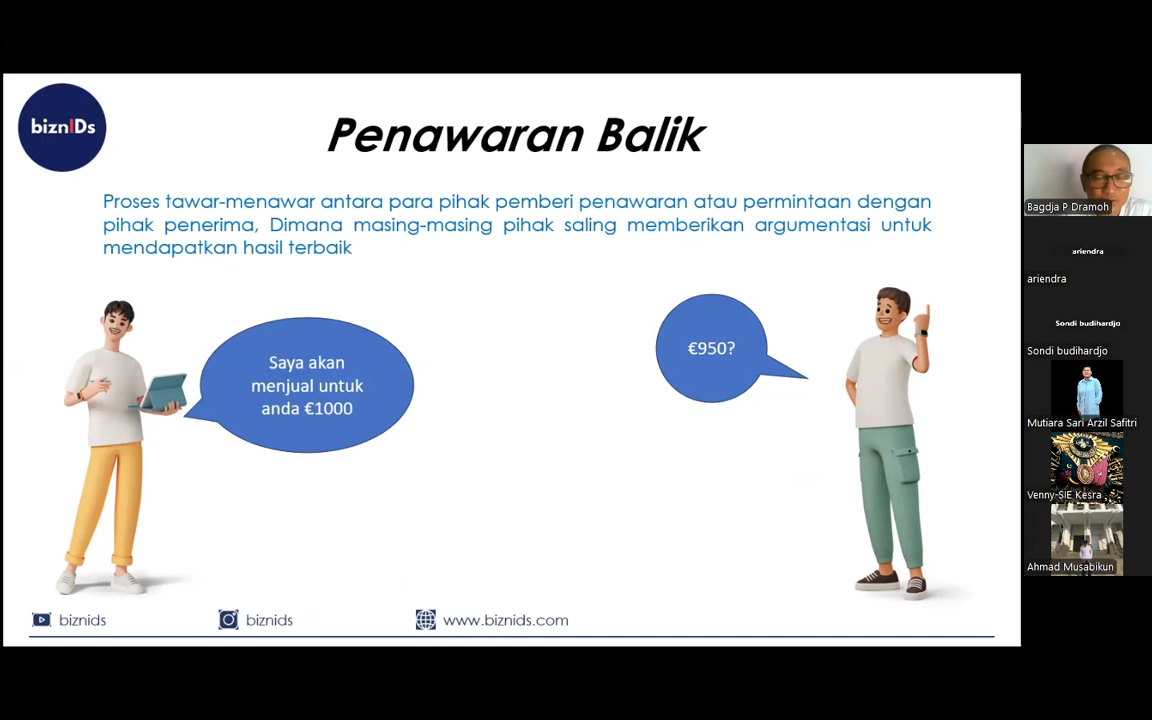 biznIDs
Penawaran Balik
Proses tawar-menawar antara para pihak pemberi penawaran atau permintaan dengan
pihak penerima, Dimana masing-masing pihak saling memberikan argumentasi untuk
mendapatkan hasil terbaik
Saya akan
menjual untuk
anda €1000
€950?
biznids
biznids
www.biznids.com
Bagdja P Dramoh
ariendra
ariendra
Sondi budihardjo
Sondi budihardjo
Mutiara Sari Arzil Safitri
Venny-SIE Kesra
Ahmad Musabikun